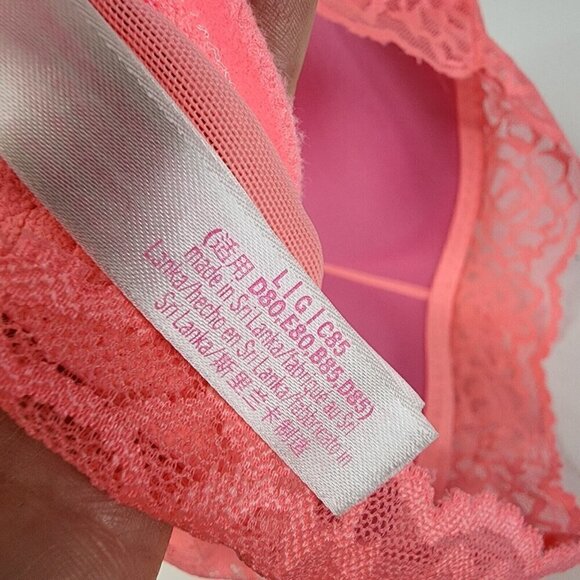 L | G | C85
(适用 D80,E80,B85,D85)
made in Sri Lanka/fabriqué au Sri
Lanka/hecho en Sri Lanka/fabricado in
Sri Lanka/斯里兰卡制造